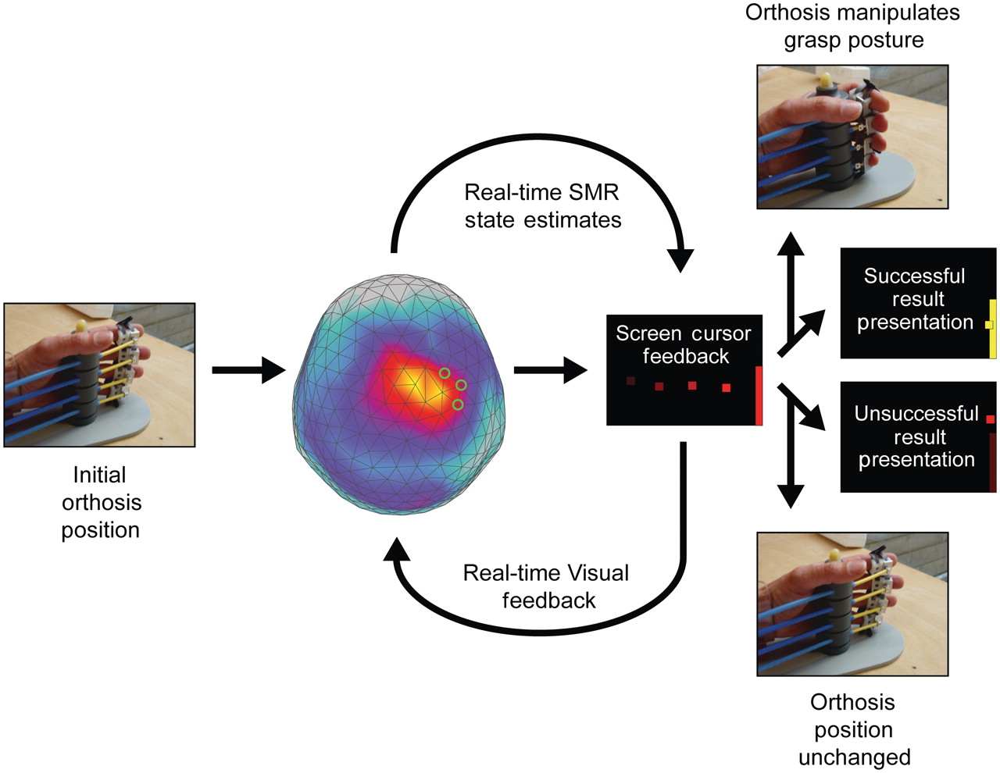 Orthosis manipulates
grasp posture
Real-time SMR
state estimates
Successful
result
presentation
Screen cursor
feedback
Unsuccessful
result
presentation
Initial
orthosis
position
Real-time Visual
feedback
Orthosis
position
unchanged